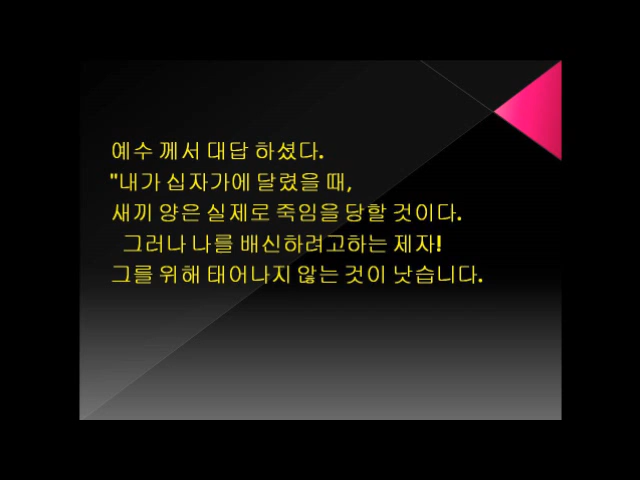 예수 께서 대답 하셨다.
"내가 십자가에 달렸을 때,
새끼 양은 실제로 죽임을 당할 것이다.
그러나 나를 배신하려고하는 제자!
그를 위해 태어나지 않는 것이 낫습니다.